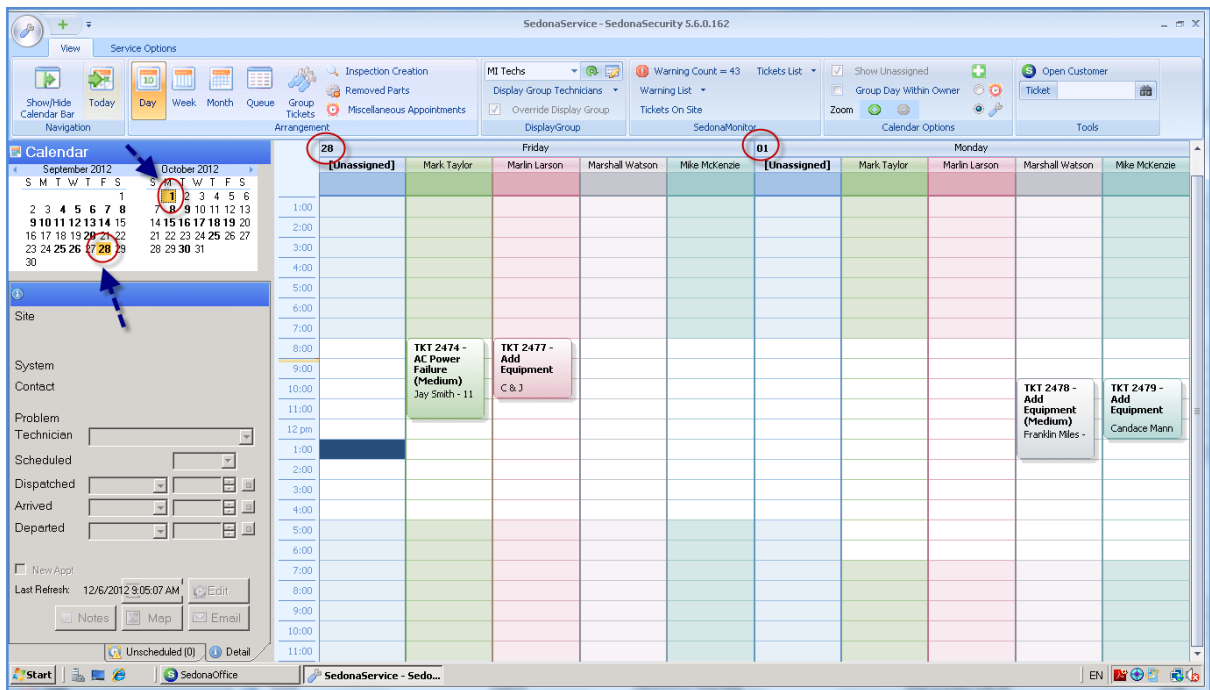 SedonaService - SedonaSecurity 5.6.0.162
View Service Options
Show/Hide Calendar Bar
Today
Navigation
Day Week Month Queue
Group Tickets
Inspection Creation
Removed Parts
Miscellaneous Appointments
Arrangement
MI Techs
Display Group Technicians
Override Display Group
DisplayGroup
Warning Count = 43
Warning List
Tickets On Site
Tickets List
SedonaMonitor
Show Unassigned
Group Day Within Owner
Zoom
Calendar Options
Open Customer
Ticket
Tools
Calendar
September 2012 October 2012
S M T W T F S S M T W T F S
1 1 2 3 4 5 6
2 3 4 5 6 7 8 7 8 9 10 11 12 13
9 10 11 12 13 14 15 14 15 16 17 18 19 20
16 17 18 19 20 21 22 21 22 23 24 25 26 27
23 24 25 26 27 28 29 28 29 30 31
30
Site
System
Contact
Problem
Technician
Scheduled
Dispatched
Arrived
Departed
New Appt
Last Refresh: 12/6/2012 9:05:07 AM
Edit
Notes Map Email
Unscheduled (0) Detail
28 Friday 01 Monday
[Unassigned] Mark Taylor Marlin Larson Marshall Watson Mike McKenzie [Unassigned] Mark Taylor Marlin Larson Marshall Watson Mike McKenzie
1:00
2:00
3:00
4:00
5:00
6:00
7:00
8:00
9:00
10:00
11:00
12 pm
1:00
2:00
3:00
4:00
5:00
6:00
7:00
8:00
9:00
10:00
11:00
TKT 2474 -
AC Power
Failure
(Medium)
Jay Smith - 11
TKT 2477 -
Add
Equipment
C & J
TKT 2478 -
Add
Equipment
(Medium)
Franklin Miles -
TKT 2479 -
Add
Equipment
Candace Mann
Start SedonaOffice SedonaService - Sedo... EN